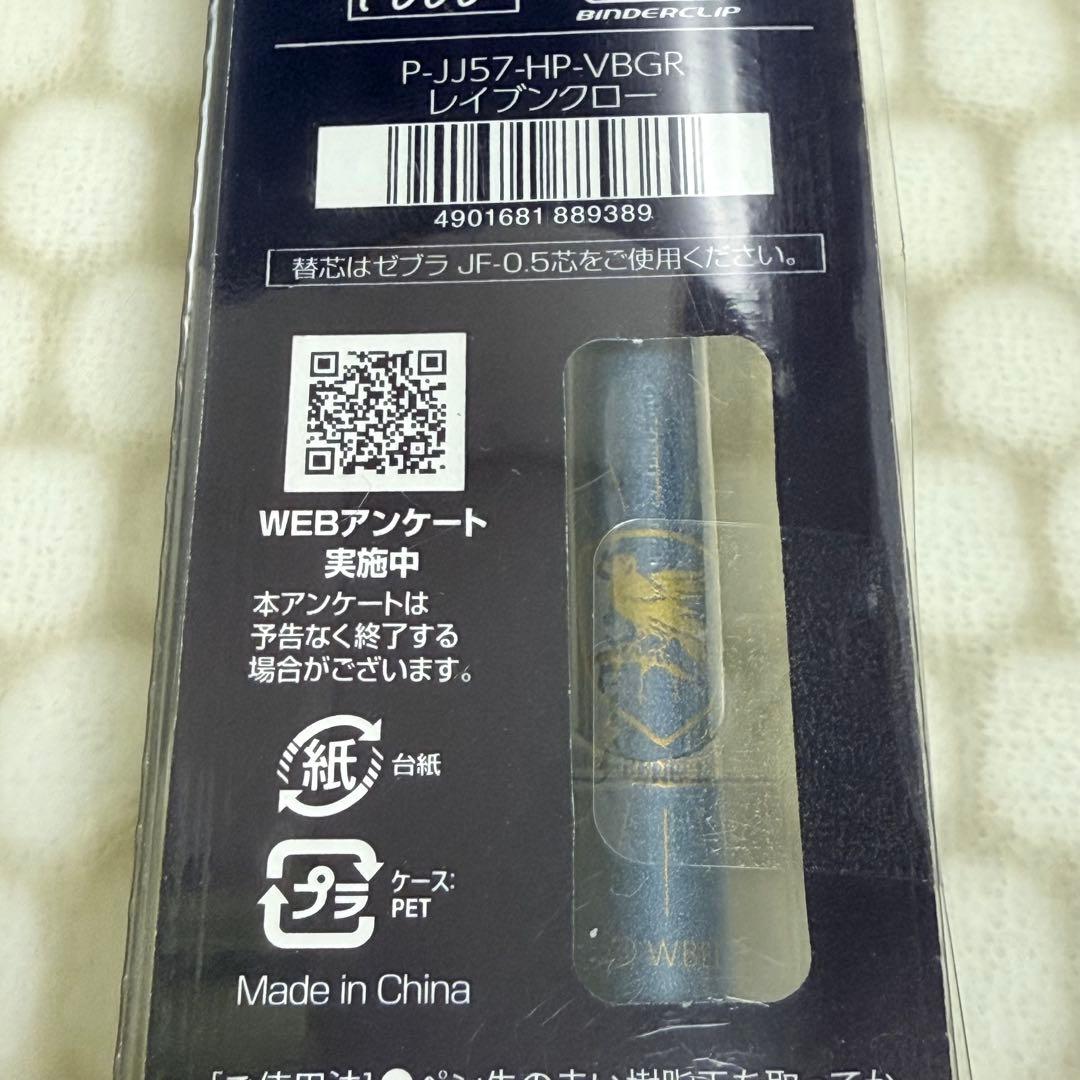 BINDERCLIP
P-JJ57-HP-VBGR
レイブンクロー
4901681 889389
替芯はゼブラ JF-0.5芯をご使用ください。
WEBアンケート
実施中
本アンケートは
予告なく終了する
場合がございます。
紙 台紙
プラ ケース:
PET
Made in China